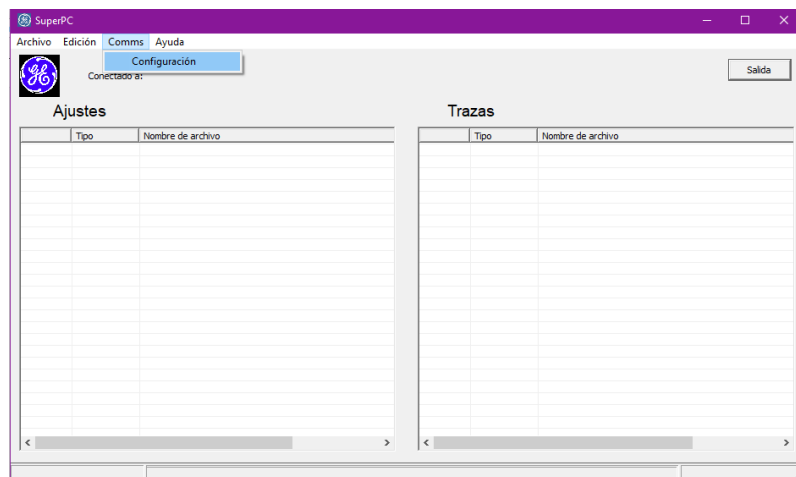 SuperPC
Archivo Edición Comms Ayuda
Configuración
Conectado a:
Salida
Ajustes
Trazas
Tipo Nombre de archivo
Tipo Nombre de archivo